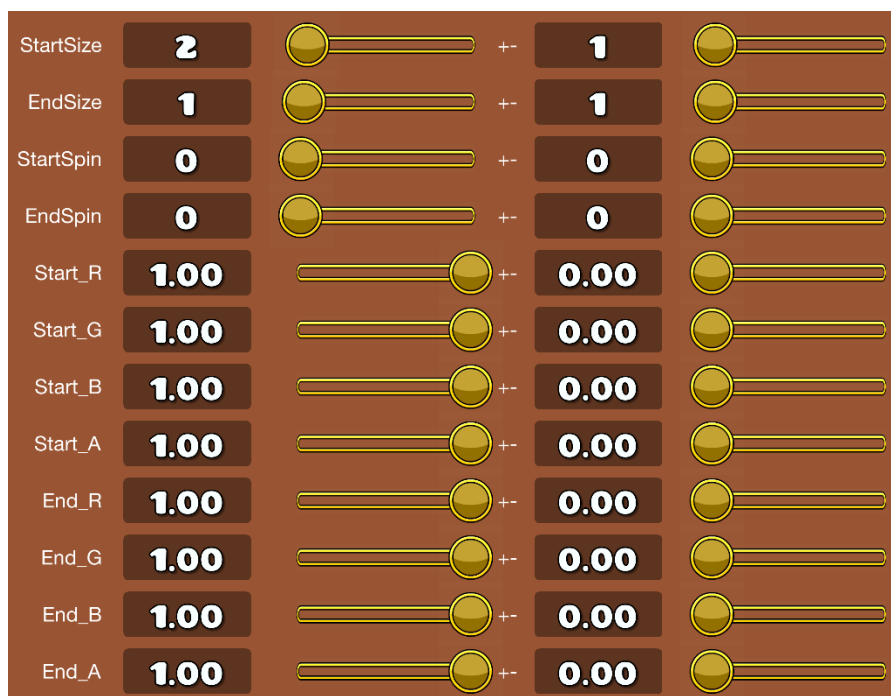 StartSize 2 +- 1
EndSize 1 +- 1
StartSpin 0 +- 0
EndSpin 0 +- 0
Start_R 1.00 +- 0.00
Start_G 1.00 +- 0.00
Start_B 1.00 +- 0.00
Start_A 1.00 +- 0.00
End_R 1.00 +- 0.00
End_G 1.00 +- 0.00
End_B 1.00 +- 0.00
End_A 1.00 +- 0.00